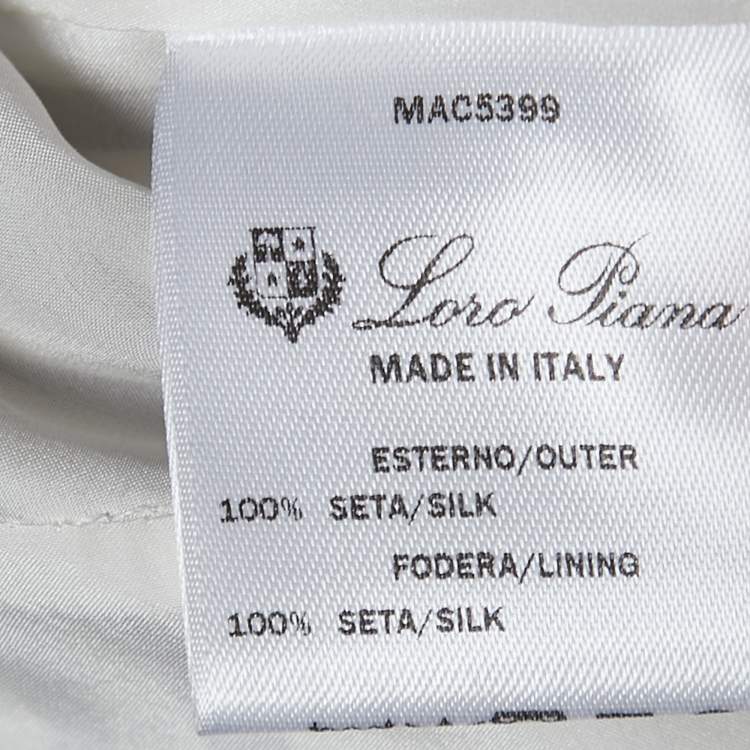 MAC5399
Loro Piana
MADE IN ITALY
ESTERNO/OUTER
100% SETA/SILK
FODERA/LINING
100% SETA/SILK